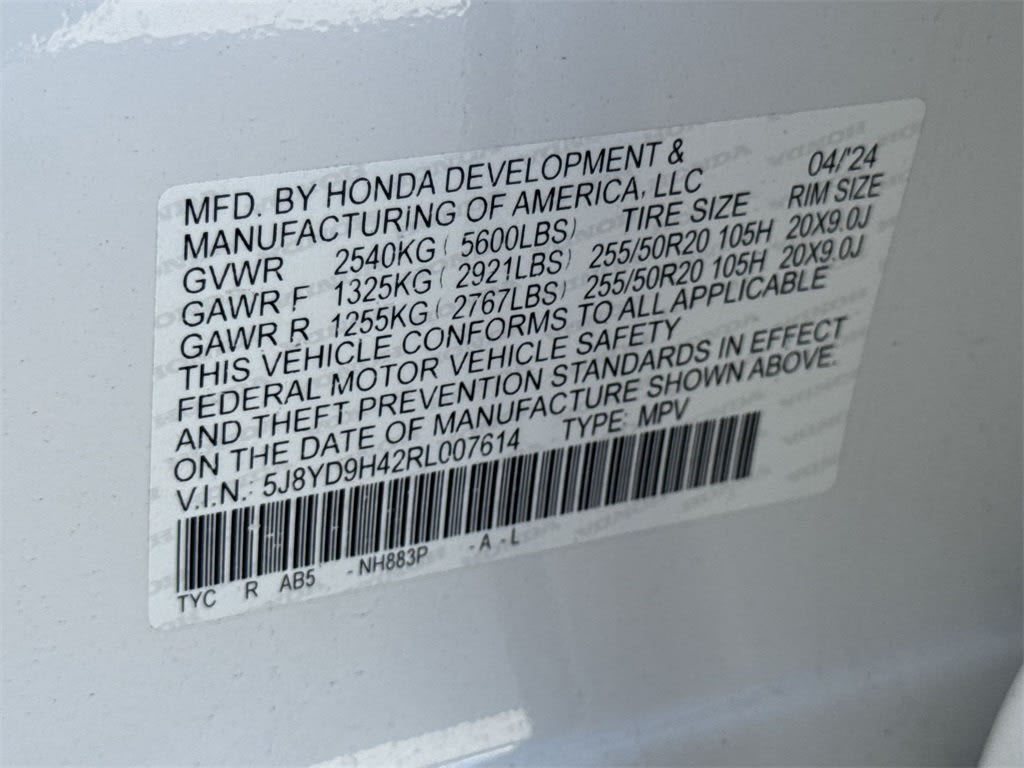 MFD. BY HONDA DEVELOPMENT & 04/'24
MANUFACTURING OF AMERICA, LLC
GVWR 2540KG ( 5600LBS) TIRE SIZE RIM SIZE
GAWR F 1325KG ( 2921LBS) 255/50R20 105H 20X9.0J
GAWR R 1255KG ( 2767LBS) 255/50R20 105H 20X9.0J
THIS VEHICLE CONFORMS TO ALL APPLICABLE
FEDERAL MOTOR VEHICLE SAFETY
AND THEFT PREVENTION STANDARDS IN EFFECT
ON THE DATE OF MANUFACTURE SHOWN ABOVE.
V.I.N.: 5J8YD9H42RL007614 TYPE: MPV
TYC R AB5 - NH883P - A - L